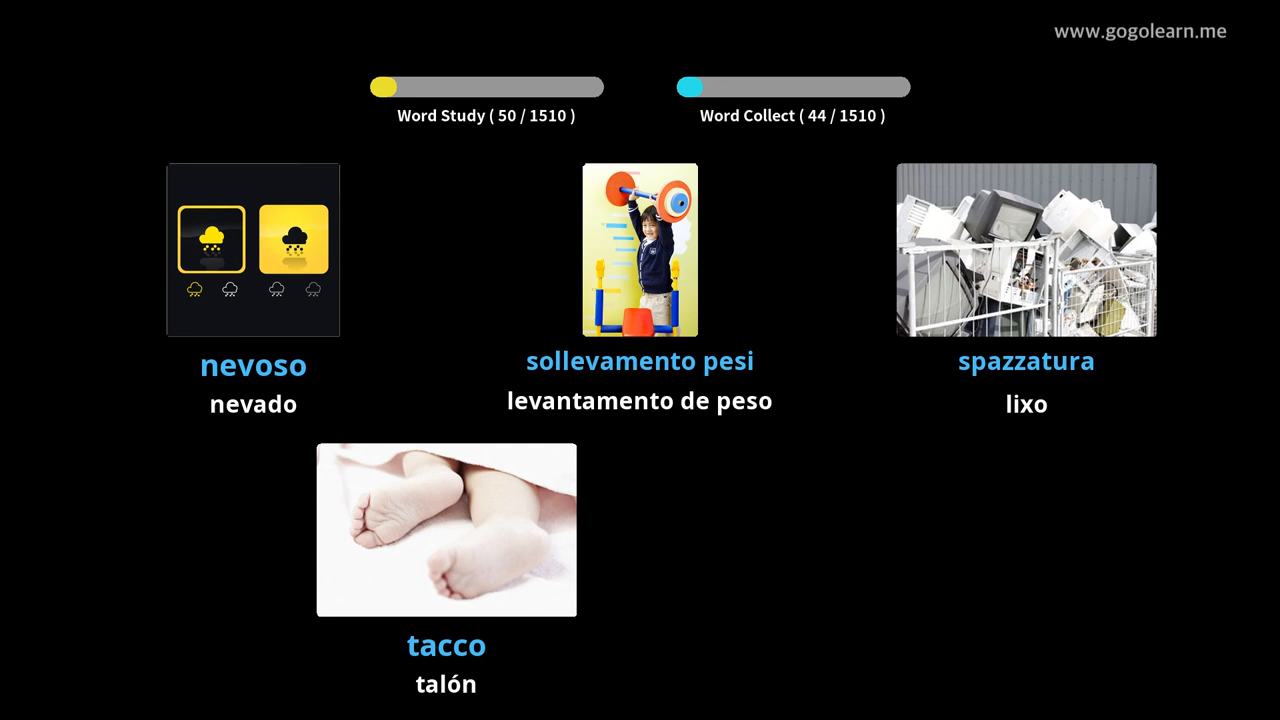 www.gogolearn.me
Word Study ( 50 / 1510 )
Word Collect ( 44 / 1510 )
nevoso
nevado
sollevamento pesi
levantamento de peso
spazzatura
lixo
tacco
talón